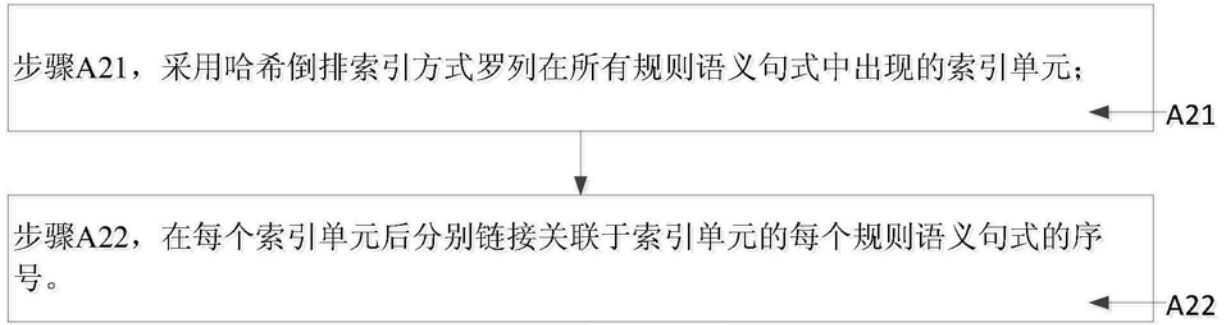 步骤A21，采用哈希倒排索引方式罗列在所有规则语义句式中出现的索引单元；
A21
步骤A22，在每个索引单元后分别链接关联于索引单元的每个规则语义句式的序
号。
A22